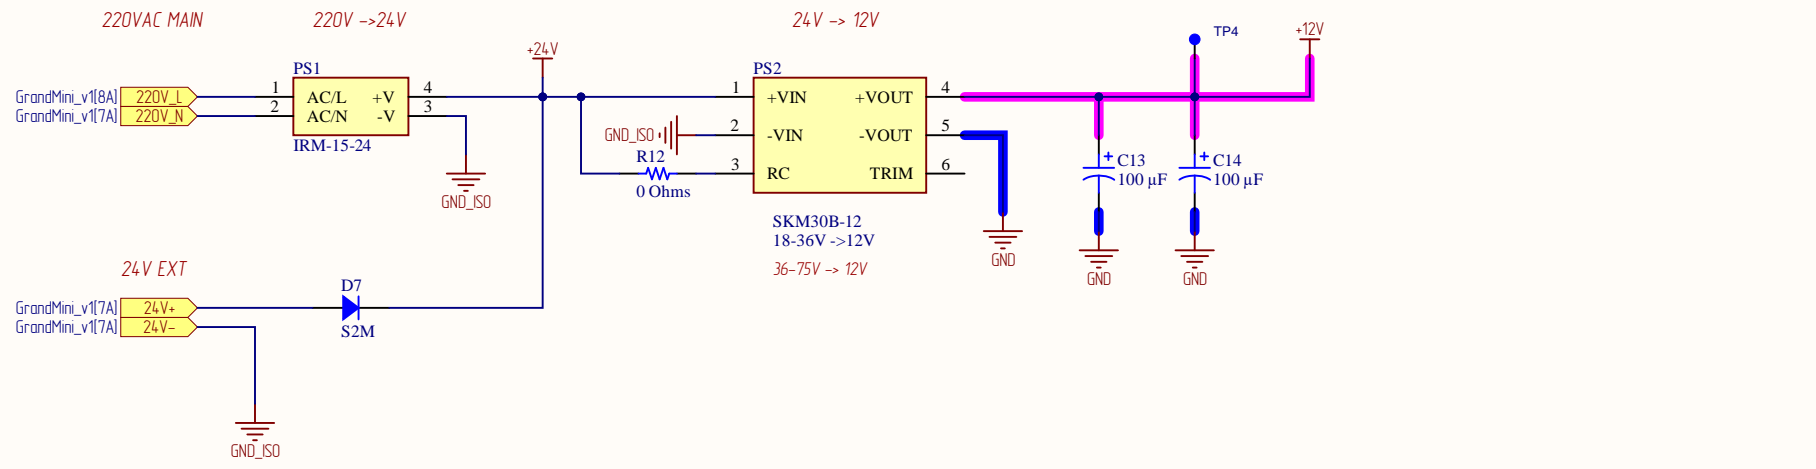 220VAC MAIN
220V ->24V
24V -> 12V
TP4
+12V
+24V
PS1
PS2
GrandMini_v1[8A] 220V_L
GrandMini_v1[7A] 220V_N
1 AC/L +V 4
2 AC/N -V 3
IRM-15-24
GND_ISO
1 +VIN +VOUT 4
GND_ISO 2 -VIN -VOUT 5
R12
0 Ohms
3 RC TRIM 6
SKM30B-12
18-36V ->12V
36-75V -> 12V
GND
C13
100 µF
GND
C14
100 µF
GND
24V EXT
GrandMini_v1[7A] 24V+
GrandMini_v1[7A] 24V-
D7
S2M
GND_ISO